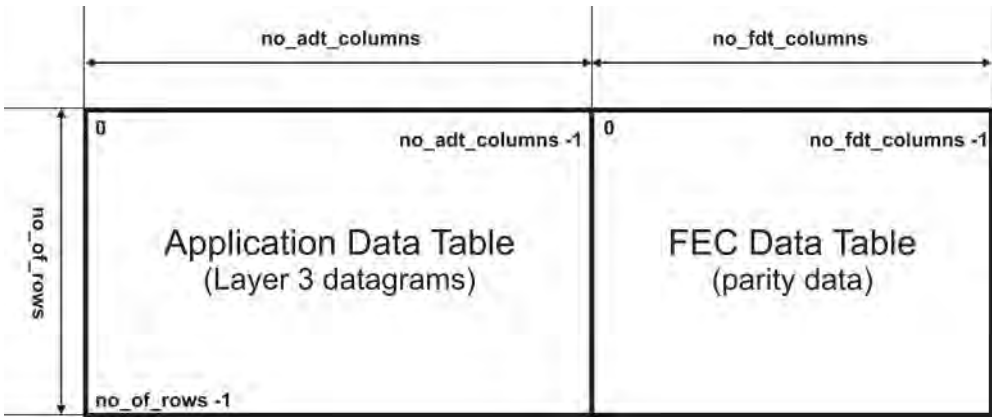 no_adt_columns
no_fdt_columns
0
no_adt_columns -1
0
no_fdt_columns -1
no_of_rows
Application Data Table
(Layer 3 datagrams)
FEC Data Table
(parity data)
no_of_rows -1